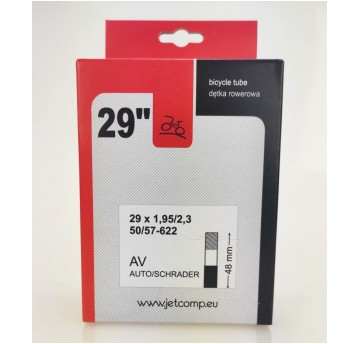 bicycle tube
dętka rowerowa
29"
29 x 1,95/2,3
50/57-622
AV
AUTO/SCHRADER
48 mm
www.jetcomp.eu